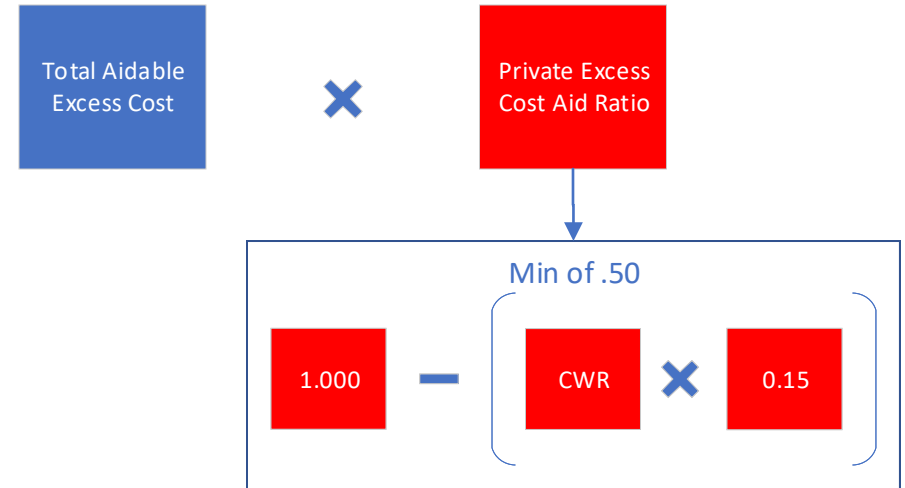 Total Aidable
Excess Cost
Private Excess
Cost Aid Ratio
Min of .50
1.000
CWR
0.15